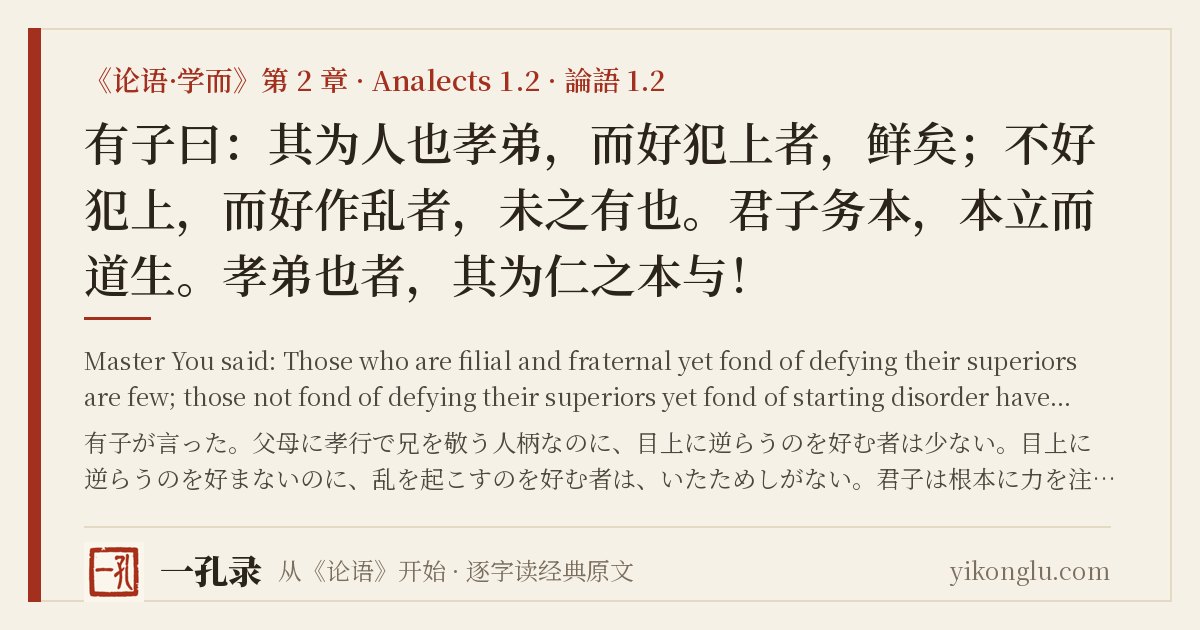 《论语·学而》第 2 章 · Analects 1.2 · 論語 1.2
有子曰：其为人也孝弟，而好犯上者，鲜矣；不好
犯上，而好作乱者，未之有也。君子务本，本立而
道生。孝弟也者，其为仁之本与！
Master You said: Those who are filial and fraternal yet fond of defying their superiors
are few; those not fond of defying their superiors yet fond of starting disorder have...
有子が言った。父母に孝行で兄を敬う人柄なのに、目上に逆らうのを好む者は少ない。目上に
逆らうのを好まないのに、乱を起こすのを好む者は、いたためしがない。君子は根本に力を注…
一孔
一孔录 从《论语》开始 · 逐字读经典原文 yikonglu.com